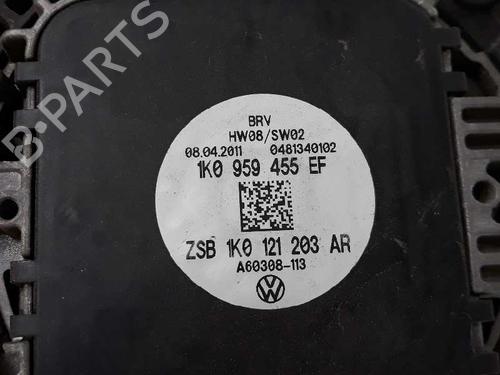 BRV
HW08/SW02
08.04.2011 0481340102
1K0 959 455 EF
ZSB 1K0 121 203 AR
A60308-113
B-PARTS